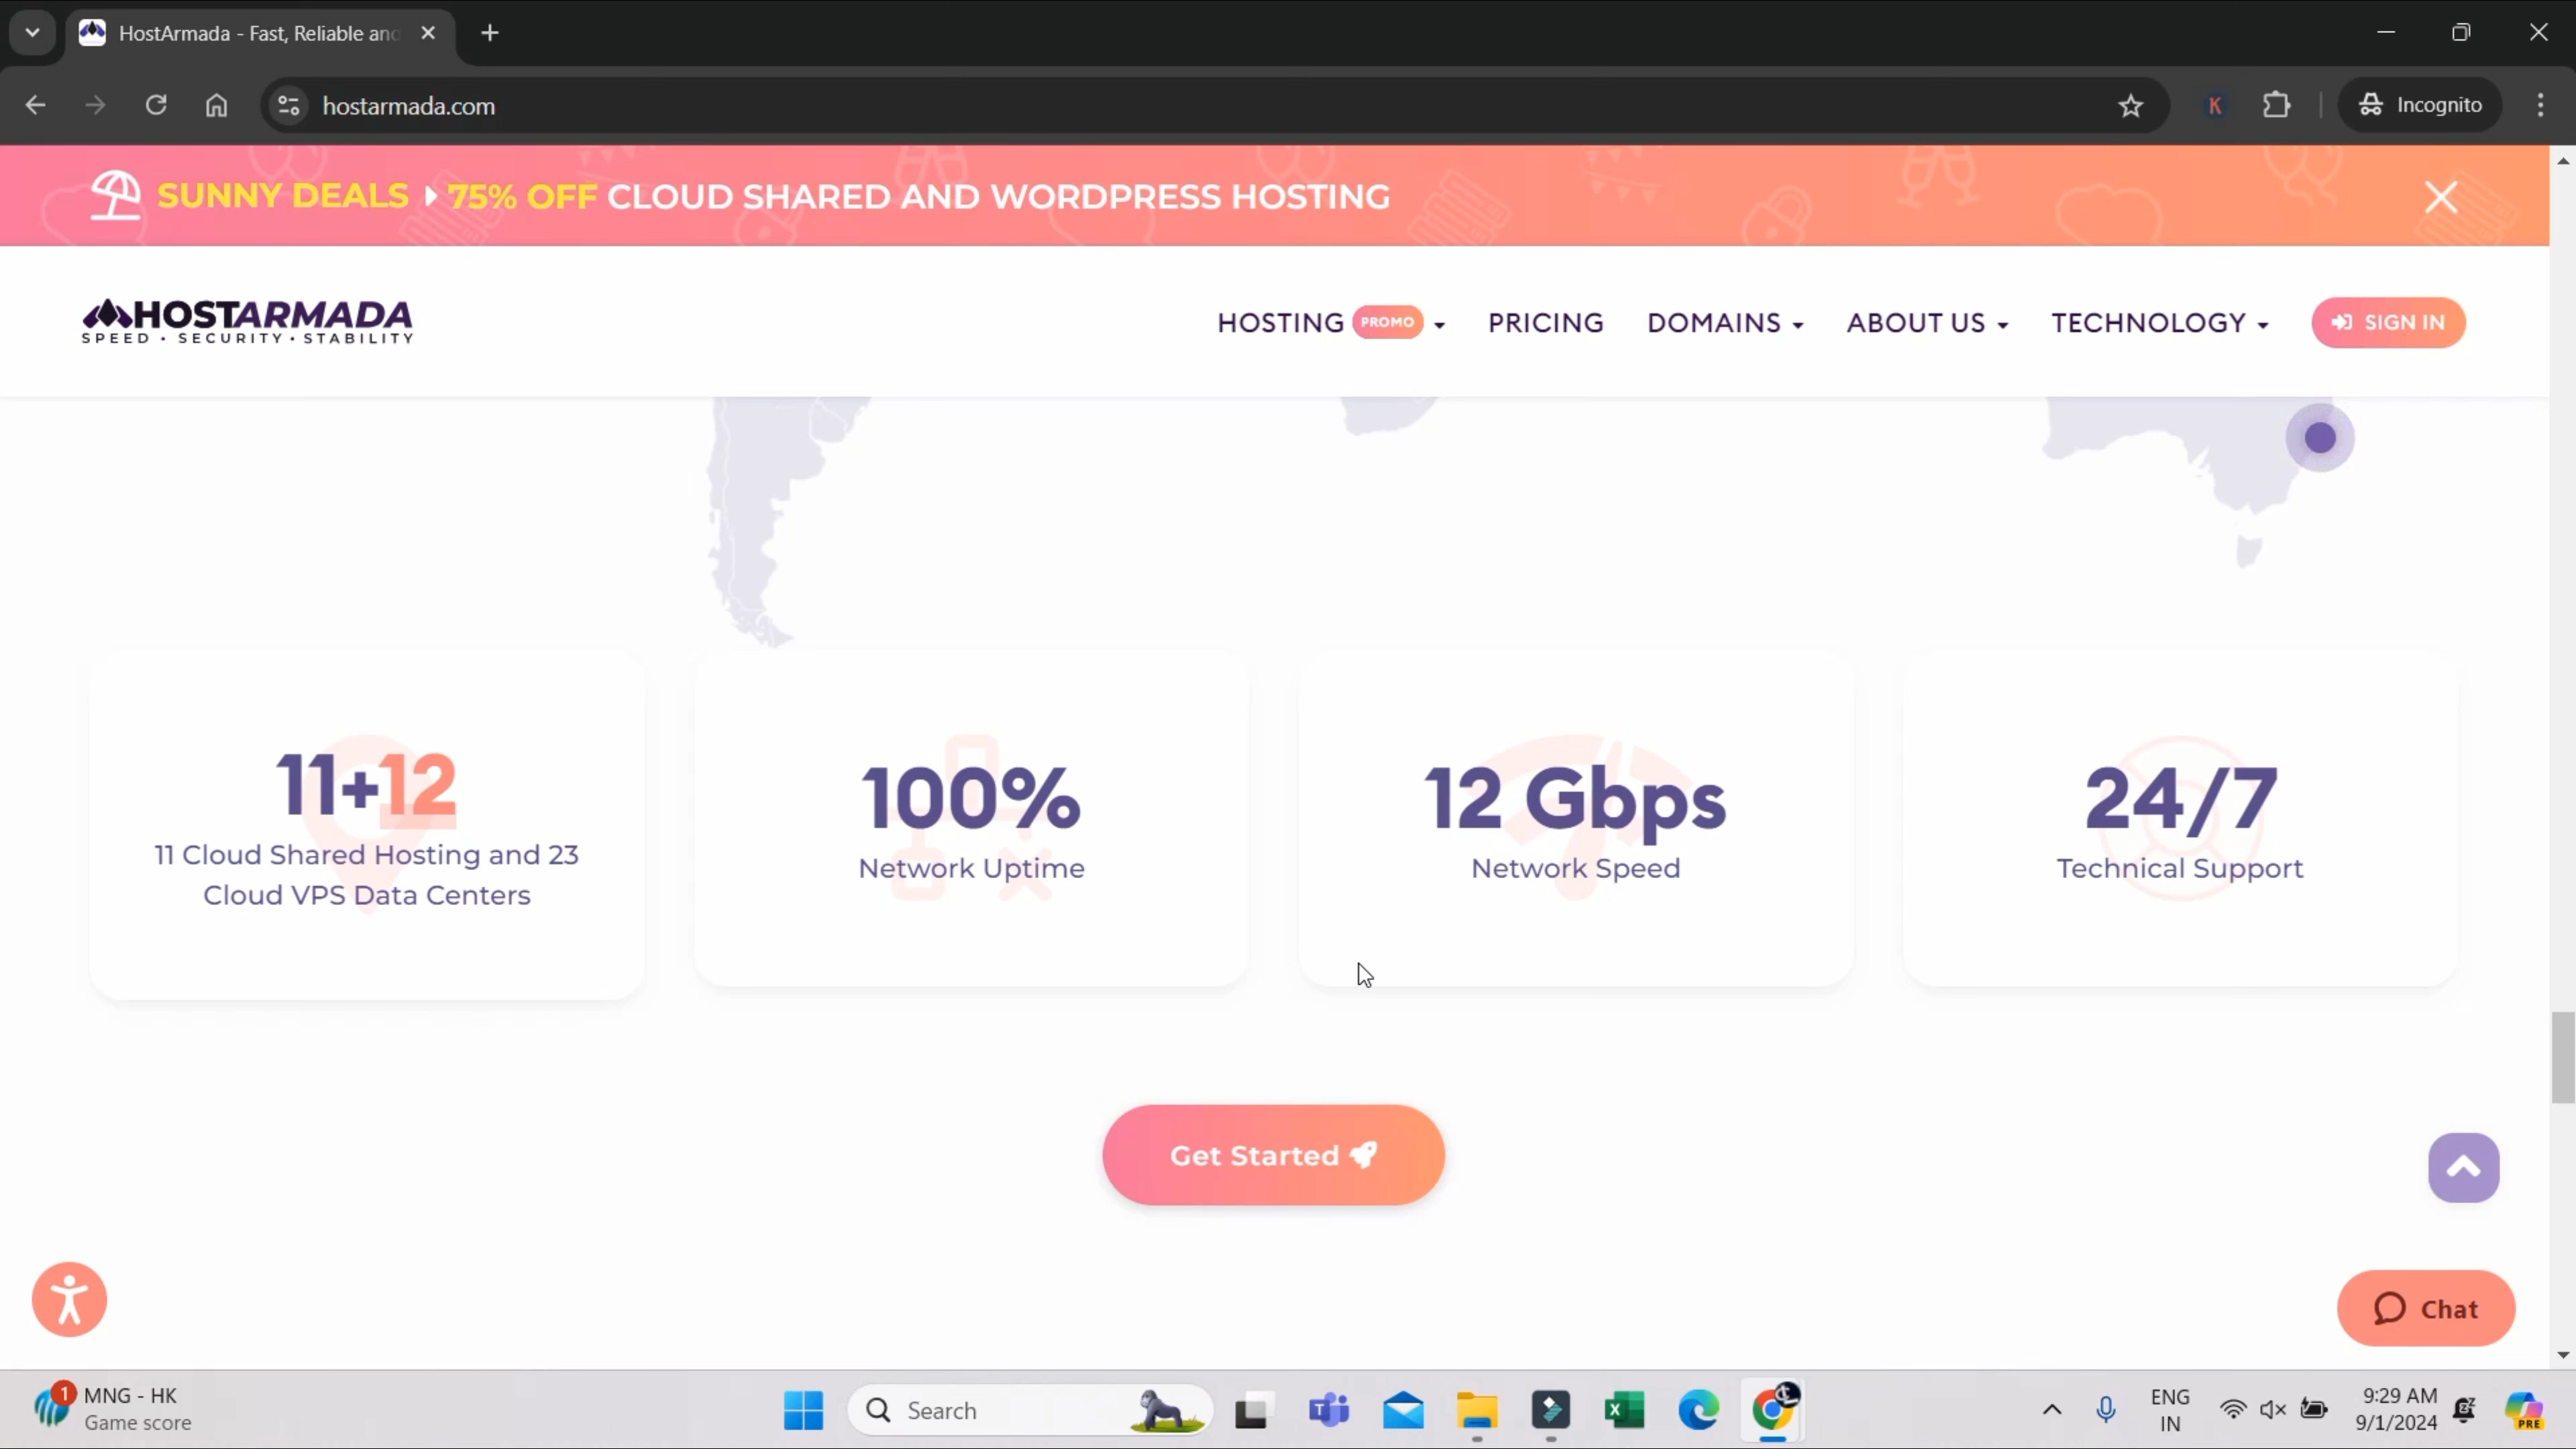 HostArmada - Fast, Reliable and
hostarmada.com
K
Incognito
SUNNY DEALS 75% OFF CLOUD SHARED AND WORDPRESS HOSTING
HOSTARMADA
SPEED · SECURITY · STABILITY
HOSTING PROMO PRICING DOMAINS ABOUT US TECHNOLOGY SIGN IN
11+12
11 Cloud Shared Hosting and 23
Cloud VPS Data Centers
100%
Network Uptime
12 Gbps
Network Speed
24/7
Technical Support
Get Started
Chat
1
MNG - HK
Game score
Search
ENG
IN
9:29 AM
9/1/2024
PRE